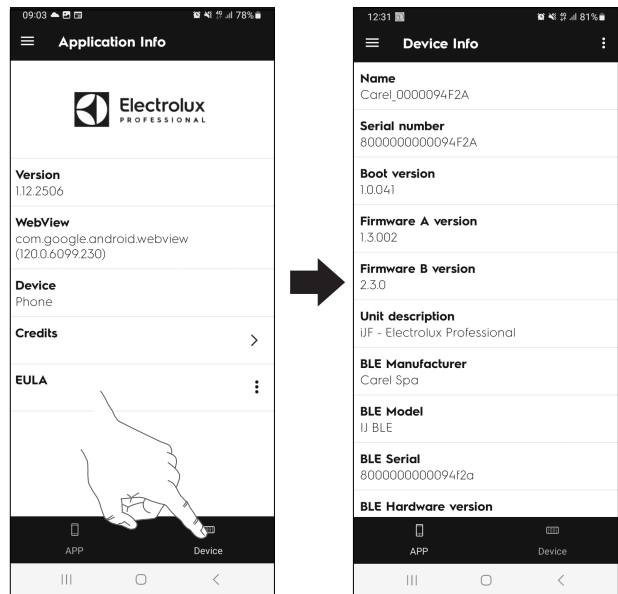 09:03
78%
Application Info
Electrolux
PROFESSIONAL
Version
1.12.2506
WebView
com.google.android.webview
(120.0.6099.230)
Device
Phone
Credits
EULA
APP
Device
12:31
81%
Device Info
Name
Carel_0000094F2A
Serial number
8000000000094F2A
Boot version
1.0.041
Firmware A version
1.3.002
Firmware B version
2.3.0
Unit description
iJF - Electrolux Professional
BLE Manufacturer
Carel Spa
BLE Model
IJ BLE
BLE Serial
8000000000094f2a
BLE Hardware version
APP
Device